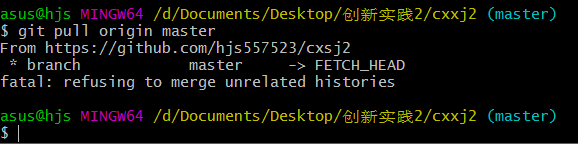 asus@hjs MINGW64 /d/Documents/Desktop/创新实践2/cxxj2 (master)
$ git pull origin master
From https://github.com/hjs557523/cxsj2
 * branch            master     -> FETCH_HEAD
fatal: refusing to merge unrelated histories
asus@hjs MINGW64 /d/Documents/Desktop/创新实践2/cxxj2 (master)
$